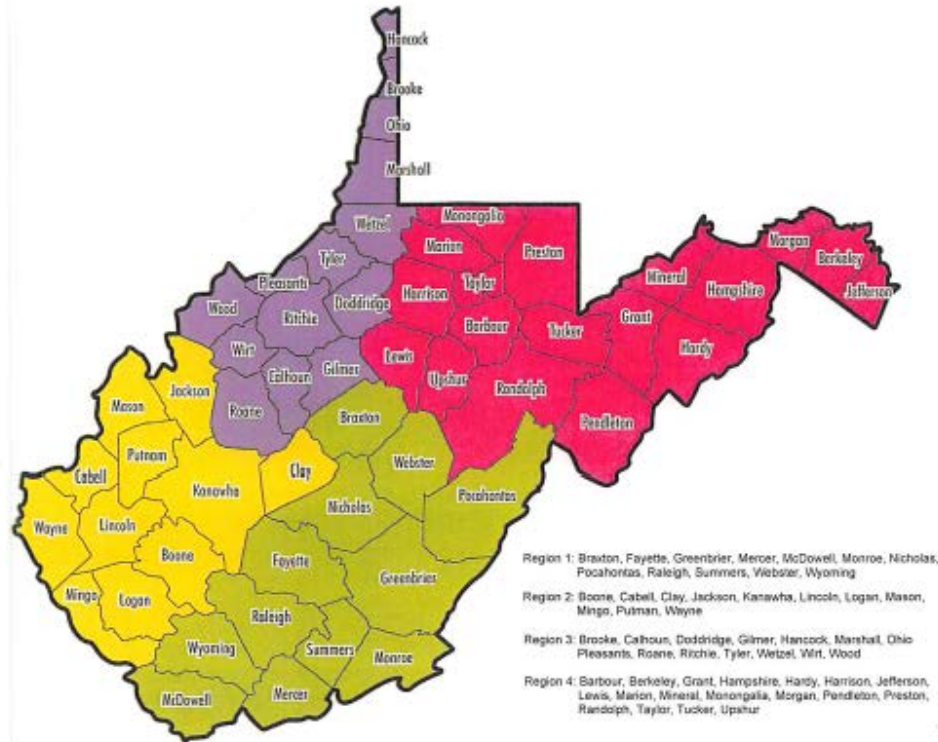 Hancock
Brooke
Ohio
Marshall
Wetzel
Monongalia
Marion
Preston
Morgan
Berkeley
Jefferson
Mineral
Hampshire
Tyler
Pleasants
Doddridge
Harrison
Taylor
Wood
Ritchie
Barbour
Tucker
Grant
Hardy
Wirt
Calhoun
Gilmer
Lewis
Upshur
Randolph
Pendleton
Jackson
Roane
Braxton
Mason
Putnam
Clay
Webster
Cabell
Kanawha
Pocahontas
Nicholas
Wayne
Lincoln
Boone
Fayette
Greenbrier
Mingo
Logan
Raleigh
Wyoming
Summers
Monroe
McDowell
Mercer
Region 1: Braxton, Fayette, Greenbrier, Mercer, McDowell, Monroe, Nicholas,
Pocahontas, Raleigh, Summers, Webster, Wyoming
Region 2: Boone, Cabell, Clay, Jackson, Kanawha, Lincoln, Logan, Mason,
Mingo, Putman, Wayne
Region 3: Brooke, Calhoun, Doddridge, Gilmer, Hancock, Marshall, Ohio
Pleasants, Roane, Ritchie, Tyler, Wetzel, Wirt, Wood
Region 4: Barbour, Berkeley, Grant, Hampshire, Hardy, Harrison, Jefferson,
Lewis, Marion, Mineral, Monongalia, Morgan, Pendleton, Preston,
Randolph, Taylor, Tucker, Upshur